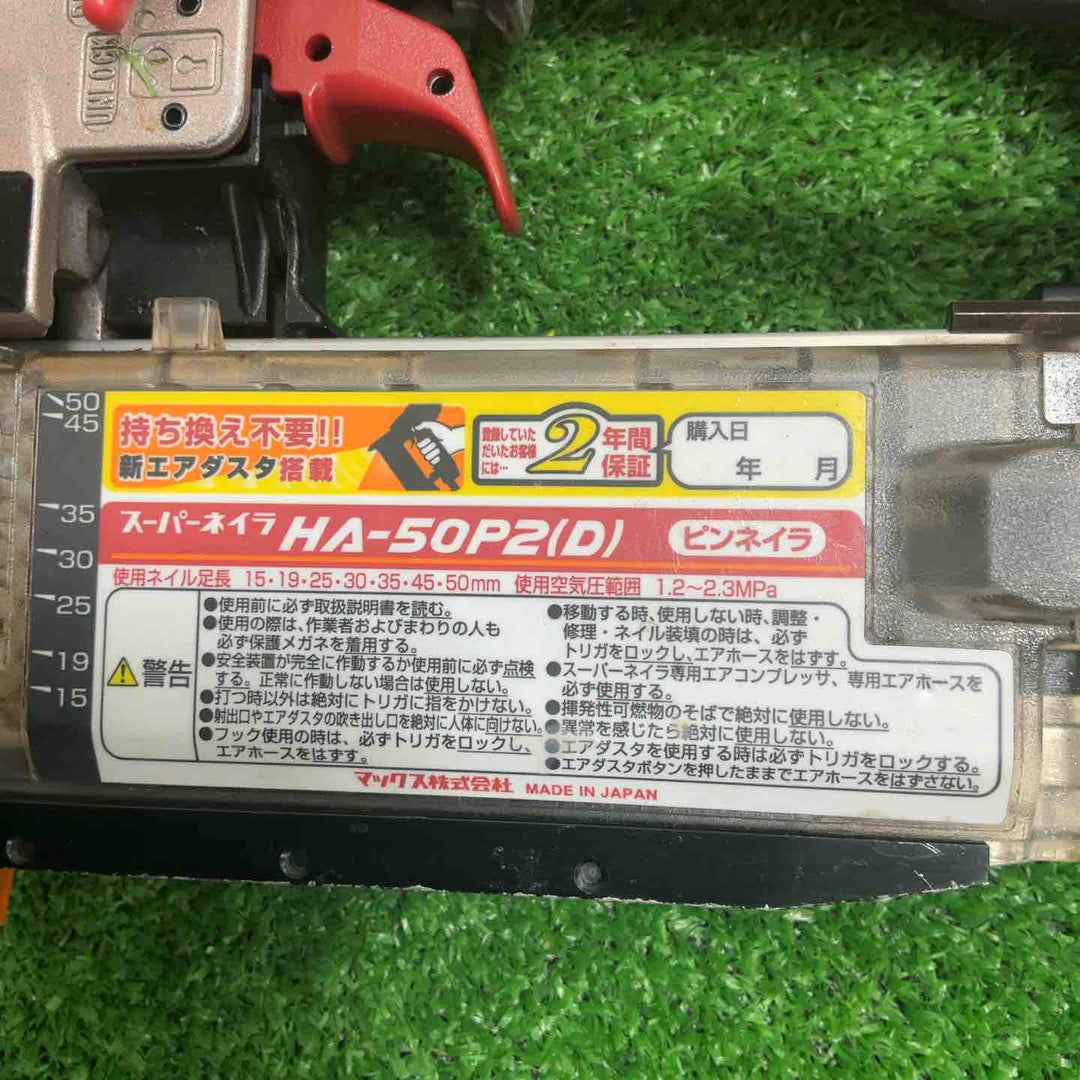 UNLOCK
50
45
35
30
25
19
15
持ち換え不要!!
新エアダスタ搭載
登録していた
だいたお客様
には…
2年間
保証
購入日
年 月
スーパーネイラ HA-50P2(D) ピンネイラ
使用ネイル足長 15・19・25・30・35・45・50mm 使用空気圧範囲 1.2～2.3MPa
警告
●使用前に必ず取扱説明書を読む。
●使用の際は、作業者およびまわりの人も
必ず保護メガネを着用する。
●安全装置が完全に作動するか使用前に必ず点検
する。正常に作動しない場合は使用しない。
●打つ時以外は絶対にトリガに指をかけない。
●射出口やエアダスタの吹き出し口を絶対に人体に向けない。
●フック使用の時は、必ずトリガをロックし、
エアホースをはずす。
●移動する時、使用しない時、調整・
修理・ネイル装填の時は、必ず
トリガをロックし、エアホースをはずす。
●スーパーネイラ専用エアコンプレッサ、専用エアホースを
必ず使用する。
●揮発性可燃物のそばで絶対に使用しない。
●異常を感じたら絶対に使用しない。
●エアダスタを使用する時は必ずトリガをロックする。
●エアダスタボタンを押したままでエアホースをはずさない。
マックス株式会社 MADE IN JAPAN